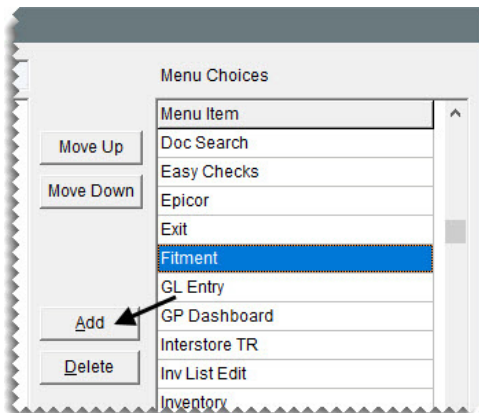 Menu Choices
Menu Item
Move Up
Doc Search
Easy Checks
Move Down
Epicor
Exit
Fitment
GL Entry
Add
GP Dashboard
Interstore TR
Delete
Inv List Edit
Inventory